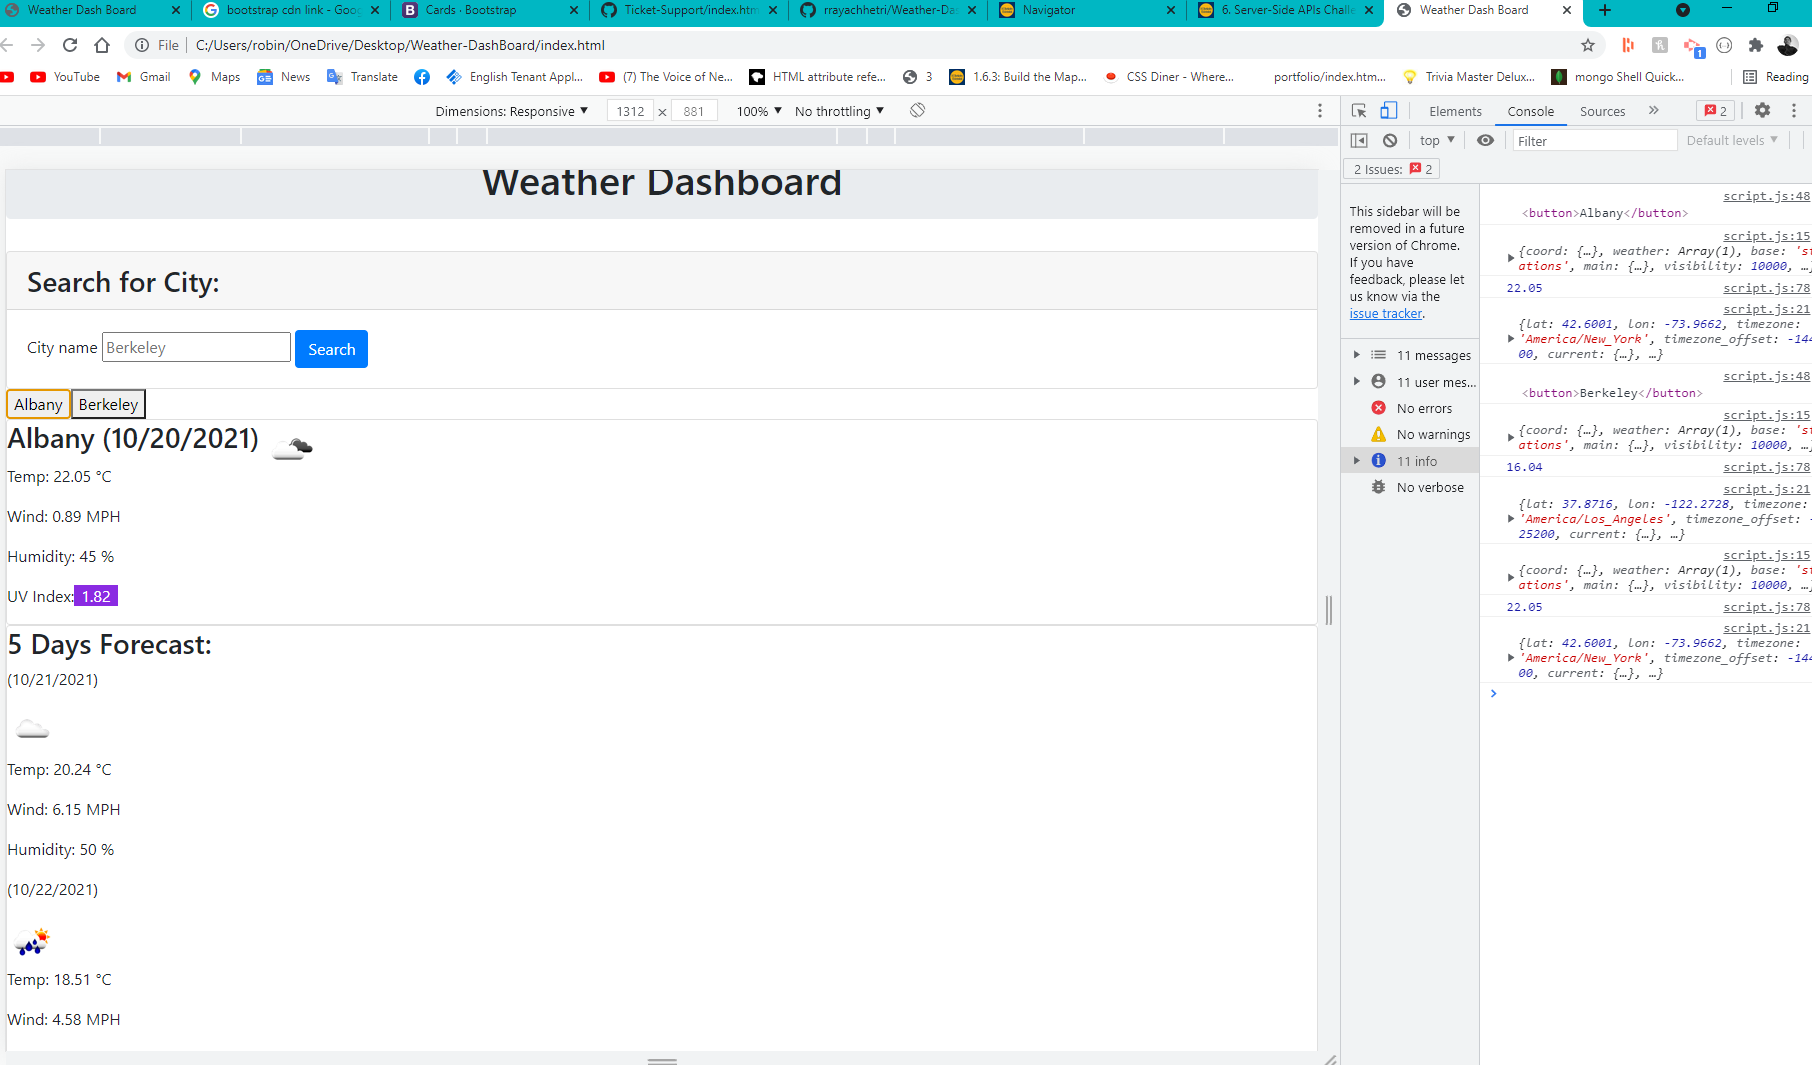 Weather Dash Board
bootstrap cdn link - Goog
Cards · Bootstrap
Ticket-Support/index.htm
rrayachhetri/Weather-Das
Navigator
6. Server-Side APIs Challe
Weather Dash Board
File | C:/Users/robin/OneDrive/Desktop/Weather-DashBoard/index.html
YouTube
Gmail
Maps
News
Translate
English Tenant Appl...
(7) The Voice of Ne...
HTML attribute refe...
3
1.6.3: Build the Map...
CSS Diner - Where...
portfolio/index.htm...
Trivia Master Delux...
mongo Shell Quick...
Reading
Dimensions: Responsive ▼ 1312 × 881 100% ▼ No throttling ▼
Weather Dashboard
Search for City:
City name Berkeley Search
Albany Berkeley
Albany (10/20/2021)
Temp: 22.05 °C
Wind: 0.89 MPH
Humidity: 45 %
UV Index: 1.82
5 Days Forecast:
(10/21/2021)
Temp: 20.24 °C
Wind: 6.15 MPH
Humidity: 50 %
(10/22/2021)
Temp: 18.51 °C
Wind: 4.58 MPH
Elements Console Sources » 2
top ▼ Filter Default levels ▼
2 Issues: 2
This sidebar will be
removed in a future
version of Chrome.
If you have
feedback, please let
us know via the
issue tracker.
11 messages
11 user mes...
No errors
No warnings
11 info
No verbose
script.js:48
<button>Albany</button>
script.js:15
{coord: {…}, weather: Array(1), base: 'st
ations', main: {…}, visibility: 10000, …}
22.05 script.js:78
script.js:21
{lat: 42.6001, lon: -73.9662, timezone:
'America/New_York', timezone_offset: -144
00, current: {…}, …}
script.js:48
<button>Berkeley</button>
script.js:15
{coord: {…}, weather: Array(1), base: 'st
ations', main: {…}, visibility: 10000, …}
16.04 script.js:78
script.js:21
{lat: 37.8716, lon: -122.2728, timezone:
'America/Los_Angeles', timezone_offset: -
25200, current: {…}, …}
script.js:15
{coord: {…}, weather: Array(1), base: 'st
ations', main: {…}, visibility: 10000, …}
22.05 script.js:78
script.js:21
{lat: 42.6001, lon: -73.9662, timezone:
'America/New_York', timezone_offset: -144
00, current: {…}, …}